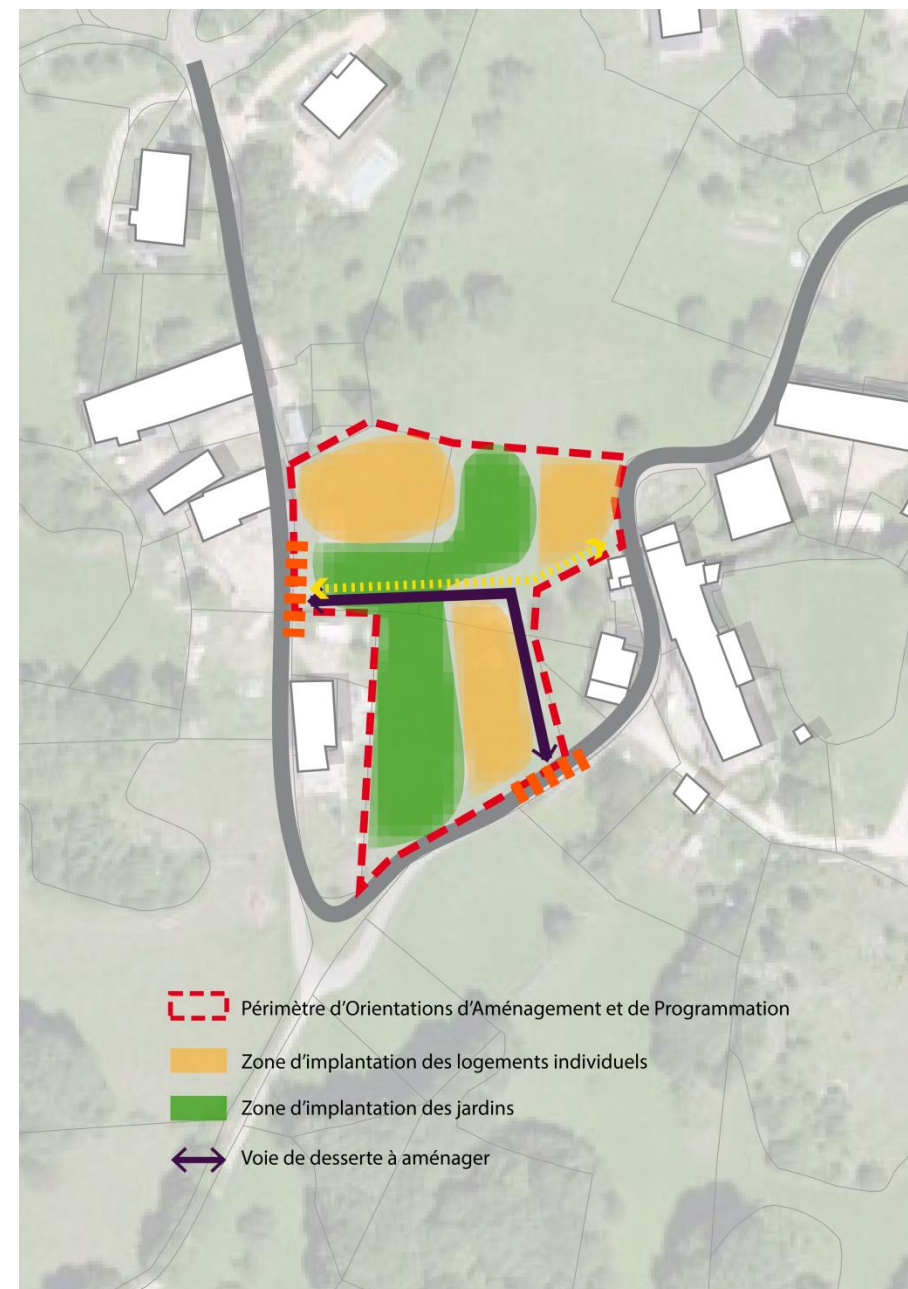 Périmètre d'Orientations d'Aménagement et de Programmation
Zone d'implantation des logements individuels
Zone d'implantation des jardins
Voie de desserte à aménager